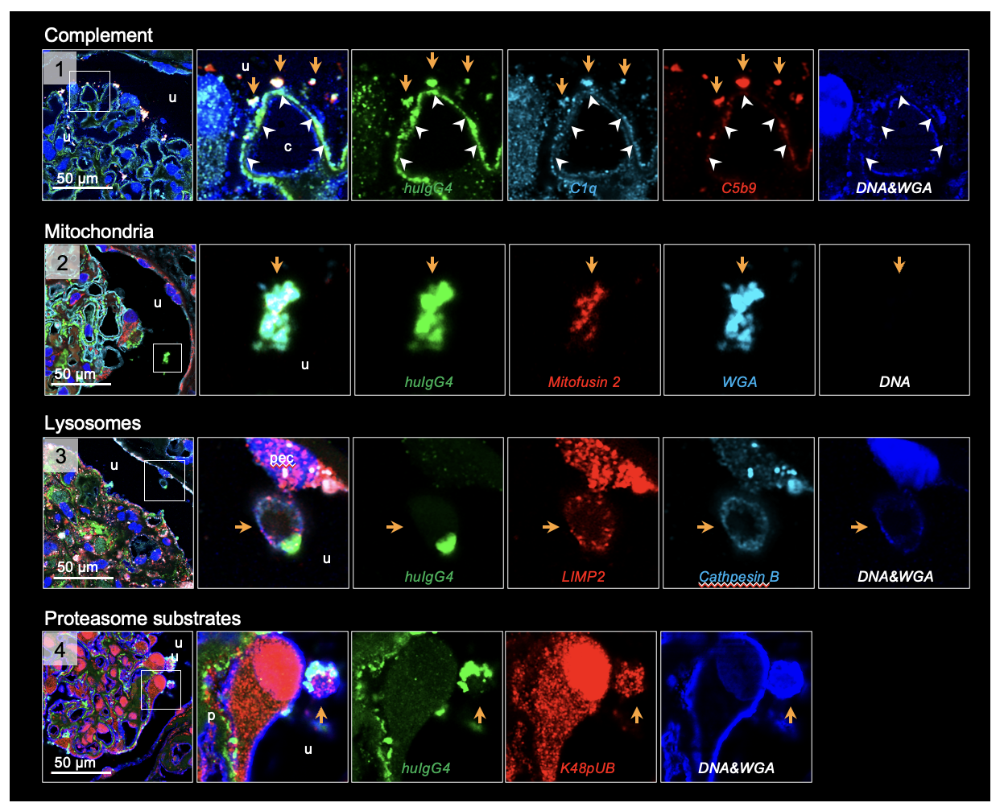 Complement
1
u
u
50 µm
u
c
huIgG4
C1q
C5b9
DNA&WGA
Mitochondria
2
u
50 µm
u
huIgG4
Mitofusin 2
WGA
DNA
Lysosomes
3
u
50 µm
pec
u
huIgG4
LIMP2
Cathpesin B
DNA&WGA
Proteasome substrates
4
u
u
50 µm
p
u
huIgG4
K48pUB
DNA&WGA